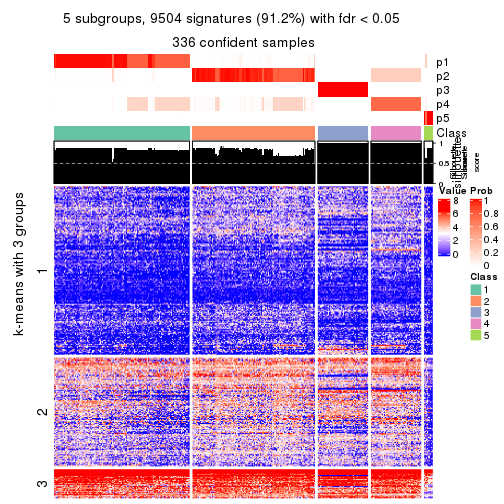 5 subgroups, 9504 signatures (91.2%) with fdr < 0.05
336 confident samples
p1
p2
p3
p4
p5
Class
1
0.5
0
silhouette
score
Value
8
6
4
2
0
Prob
1
0.8
0.6
0.4
0.2
0
Class
1
2
3
4
5
k-means with 3 groups
1
2
3